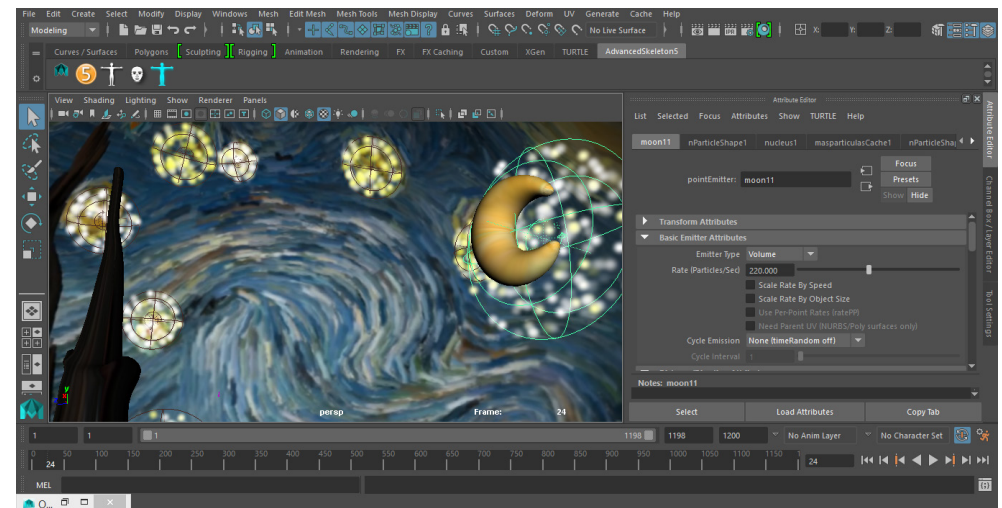 File Edit Create Select Modify Display Windows Mesh Edit Mesh Mesh Tools Mesh Display Curves Surfaces Deform UV Generate Cache Help
Modeling No Live Surface X: Y: Z:
Curves / Surfaces Polygons Sculpting Rigging Animation Rendering FX FX Caching Custom XGen TURTLE AdvancedSkeleton5
5
View Shading Lighting Show Renderer Panels
Attribute Editor
List Selected Focus Attributes Show TURTLE Help
moon11 nParticleShape1 nucleus1 masparticulasCache1 nParticleShap
Focus
pointEmitter: moon11
Presets
Show Hide
Transform Attributes
Basic Emitter Attributes
Emitter Type Volume
Rate (Particles/Sec) 220.000
Scale Rate By Speed
Scale Rate By Object Size
Use Per-Point Rates (ratePP)
Need Parent UV (NURBS/Poly surfaces only)
Cycle Emission None (timeRandom off)
Cycle Interval 1
Notes: moon11
Select Load Attributes Copy Tab
Attribute Editor
Channel Box / Layer Editor
Tool Settings
y
x
persp Frame: 24
1 1 1 1198 1198 1200 No Anim Layer No Character Set
0 50 100 150 200 250 300 350 400 450 500 550 600 650 700 750 800 850 900 950 1000 1050 1100 1150
24 24
MEL
O...